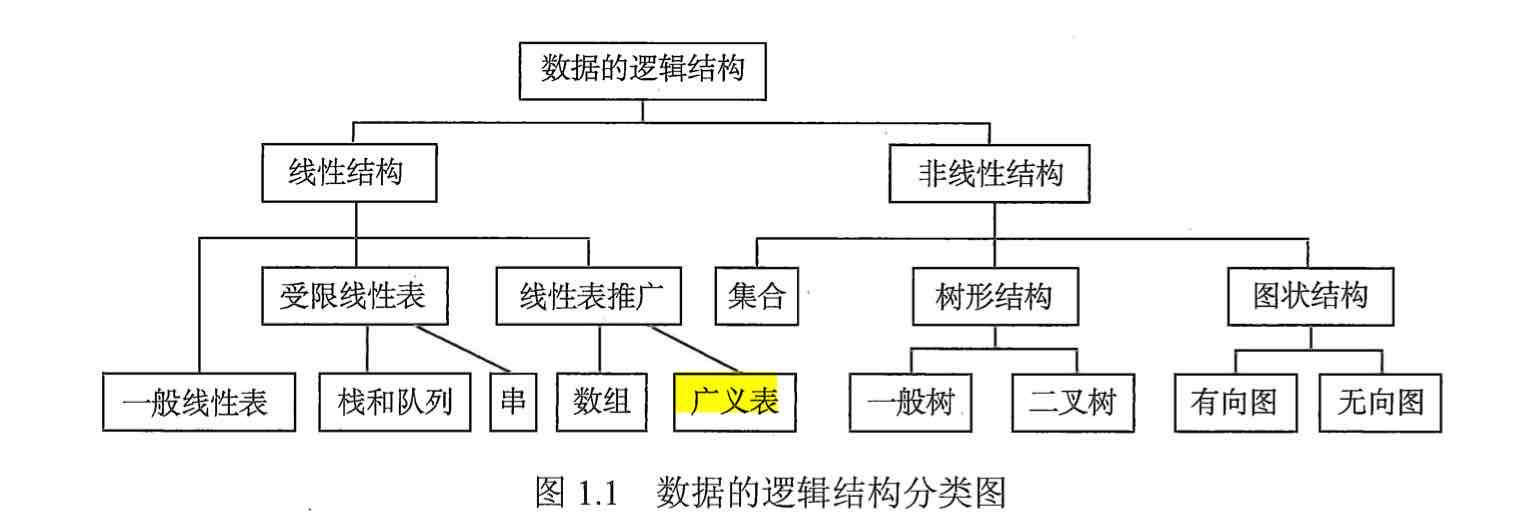 数据的逻辑结构
线性结构
非线性结构
受限线性表
线性表推广
集合
树形结构
图状结构
一般线性表
栈和队列
串
数组
广义表
一般树
二叉树
有向图
无向图
图 1.1 数据的逻辑结构分类图